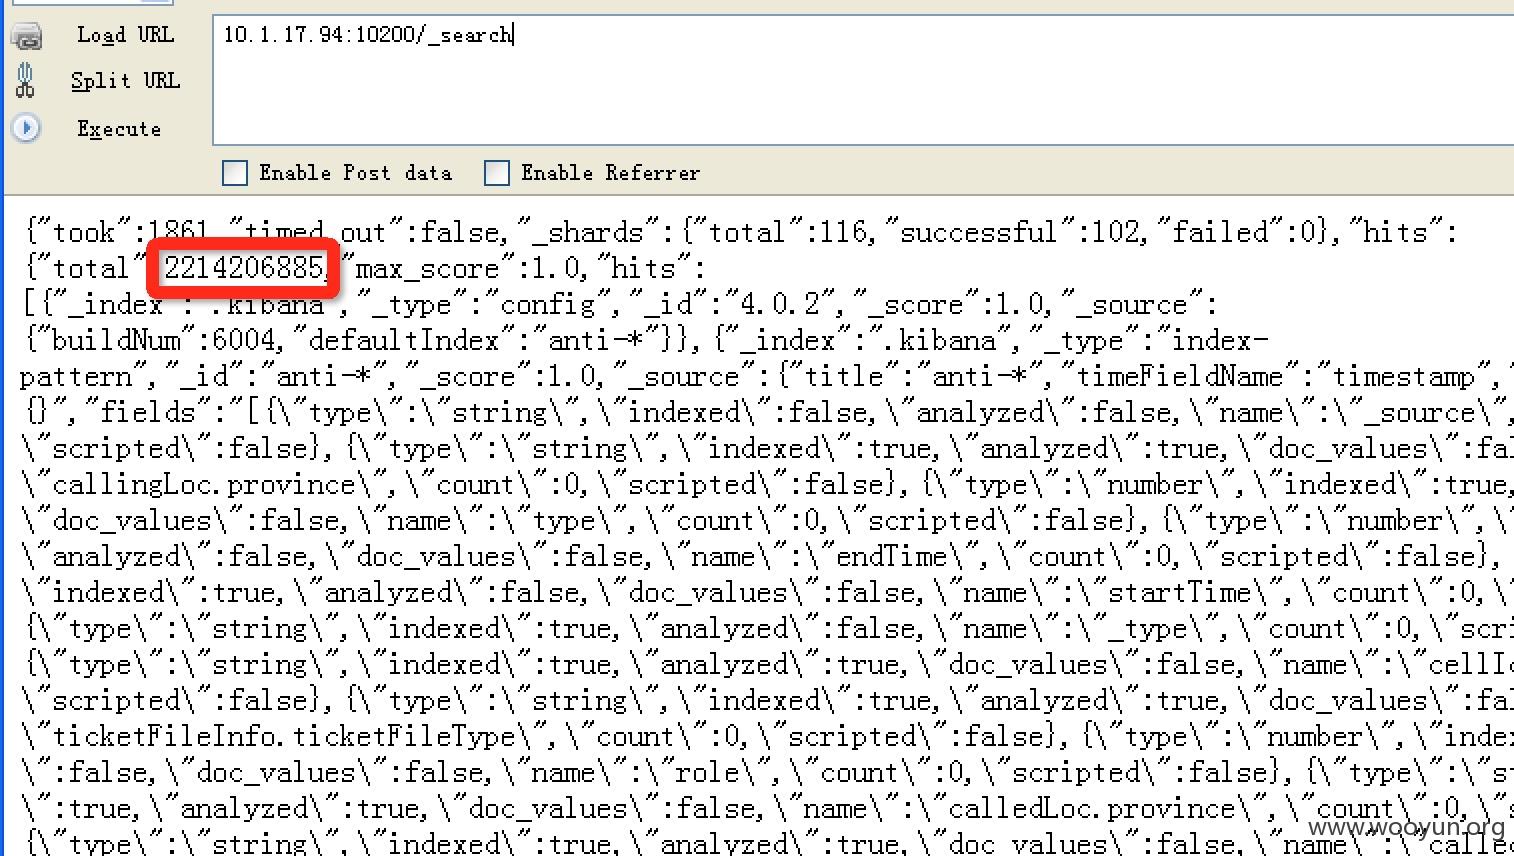 Load URL
10.1.17.94:10200/_search
Split URL
Execute
Enable Post data
Enable Referrer
{"took":1861,"timed_out":false,"_shards":{"total":116,"successful":102,"failed":0},"hits":
{"total":2214206885,"max_score":1.0,"hits":
[{"_index":".kibana","_type":"config","_id":"4.0.2","_score":1.0,"_source":
{"buildNum":6004,"defaultIndex":"anti-*"}},{"_index":".kibana","_type":"index-
pattern","_id":"anti-*","_score":1.0,"_source":{"title":"anti-*","timeFieldName":"timestamp","
{}","fields":"[{\"type\":\"string\",\"indexed\":false,\"analyzed\":false,\"name\":\"_source\",
\"scripted\":false},{\"type\":\"string\",\"indexed\":true,\"analyzed\":true,\"doc_values\":fal
\"callingLoc.province\",\"count\":0,\"scripted\":false},{\"type\":\"number\",\"indexed\":true,
\"doc_values\":false,\"name\":\"type\",\"count\":0,\"scripted\":false},{\"type\":\"number\",\"
\"analyzed\":false,\"doc_values\":false,\"name\":\"endTime\",\"count\":0,\"scripted\":false},
\"indexed\":true,\"analyzed\":false,\"doc_values\":false,\"name\":\"startTime\",\"count\":0,\"
{\"type\":\"string\",\"indexed\":true,\"analyzed\":false,\"name\":\"_type\",\"count\":0,\"scri
{\"type\":\"string\",\"indexed\":true,\"analyzed\":true,\"doc_values\":false,\"name\":\"cellId
\"scripted\":false},{\"type\":\"string\",\"indexed\":true,\"analyzed\":true,\"doc_values\":fal
\"ticketFileInfo.ticketFileType\",\"count\":0,\"scripted\":false},{\"type\":\"number\",\"index
\":false,\"doc_values\":false,\"name\":\"role\",\"count\":0,\"scripted\":false},{\"type\":\"st
\":true,\"analyzed\":true,\"doc_values\":false,\"name\":\"calledLoc.province\",\"count\":0,\"s
{\"type\":\"string\",\"indexed\":true,\"analyzed\":true,\"doc_values\":false,\"name\":\"called
www.wooyun.org